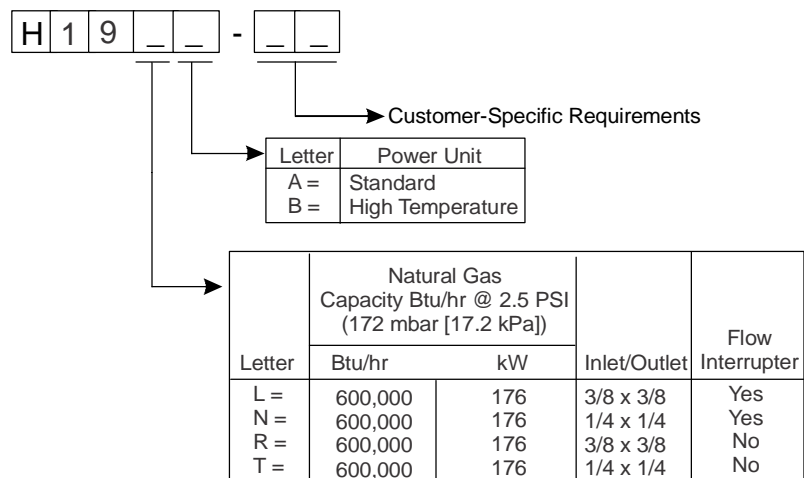 H 1 9 _ _ - _ _
Customer-Specific Requirements
Letter Power Unit
A = Standard
B = High Temperature
Natural Gas
Capacity Btu/hr @ 2.5 PSI
(172 mbar [17.2 kPa])
Flow
Letter Btu/hr kW Inlet/Outlet Interrupter
L = 600,000 176 3/8 x 3/8 Yes
N = 600,000 176 1/4 x 1/4 Yes
R = 600,000 176 3/8 x 3/8 No
T = 600,000 176 1/4 x 1/4 No